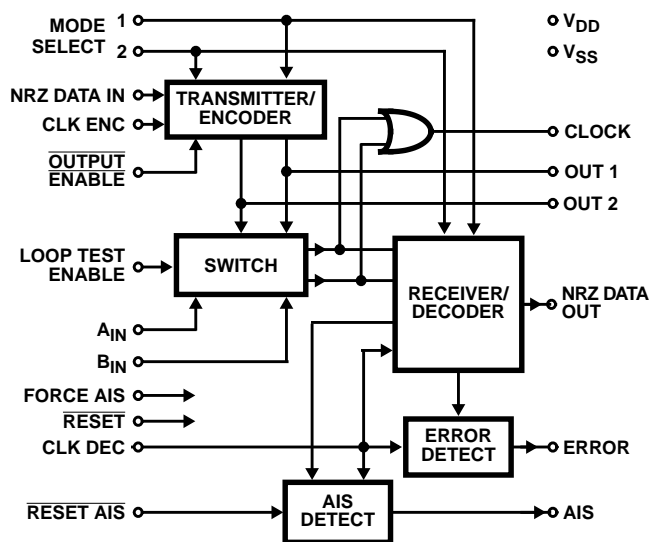 MODE 1
SELECT 2
V_DD
V_SS
NRZ DATA IN
CLK ENC
TRANSMITTER/
ENCODER
OUTPUT
ENABLE
CLOCK
OUT 1
OUT 2
LOOP TEST
ENABLE
SWITCH
RECEIVER/
DECODER
NRZ DATA
OUT
A_IN
B_IN
FORCE AIS
RESET
CLK DEC
ERROR
DETECT
ERROR
RESET AIS
AIS
DETECT
AIS